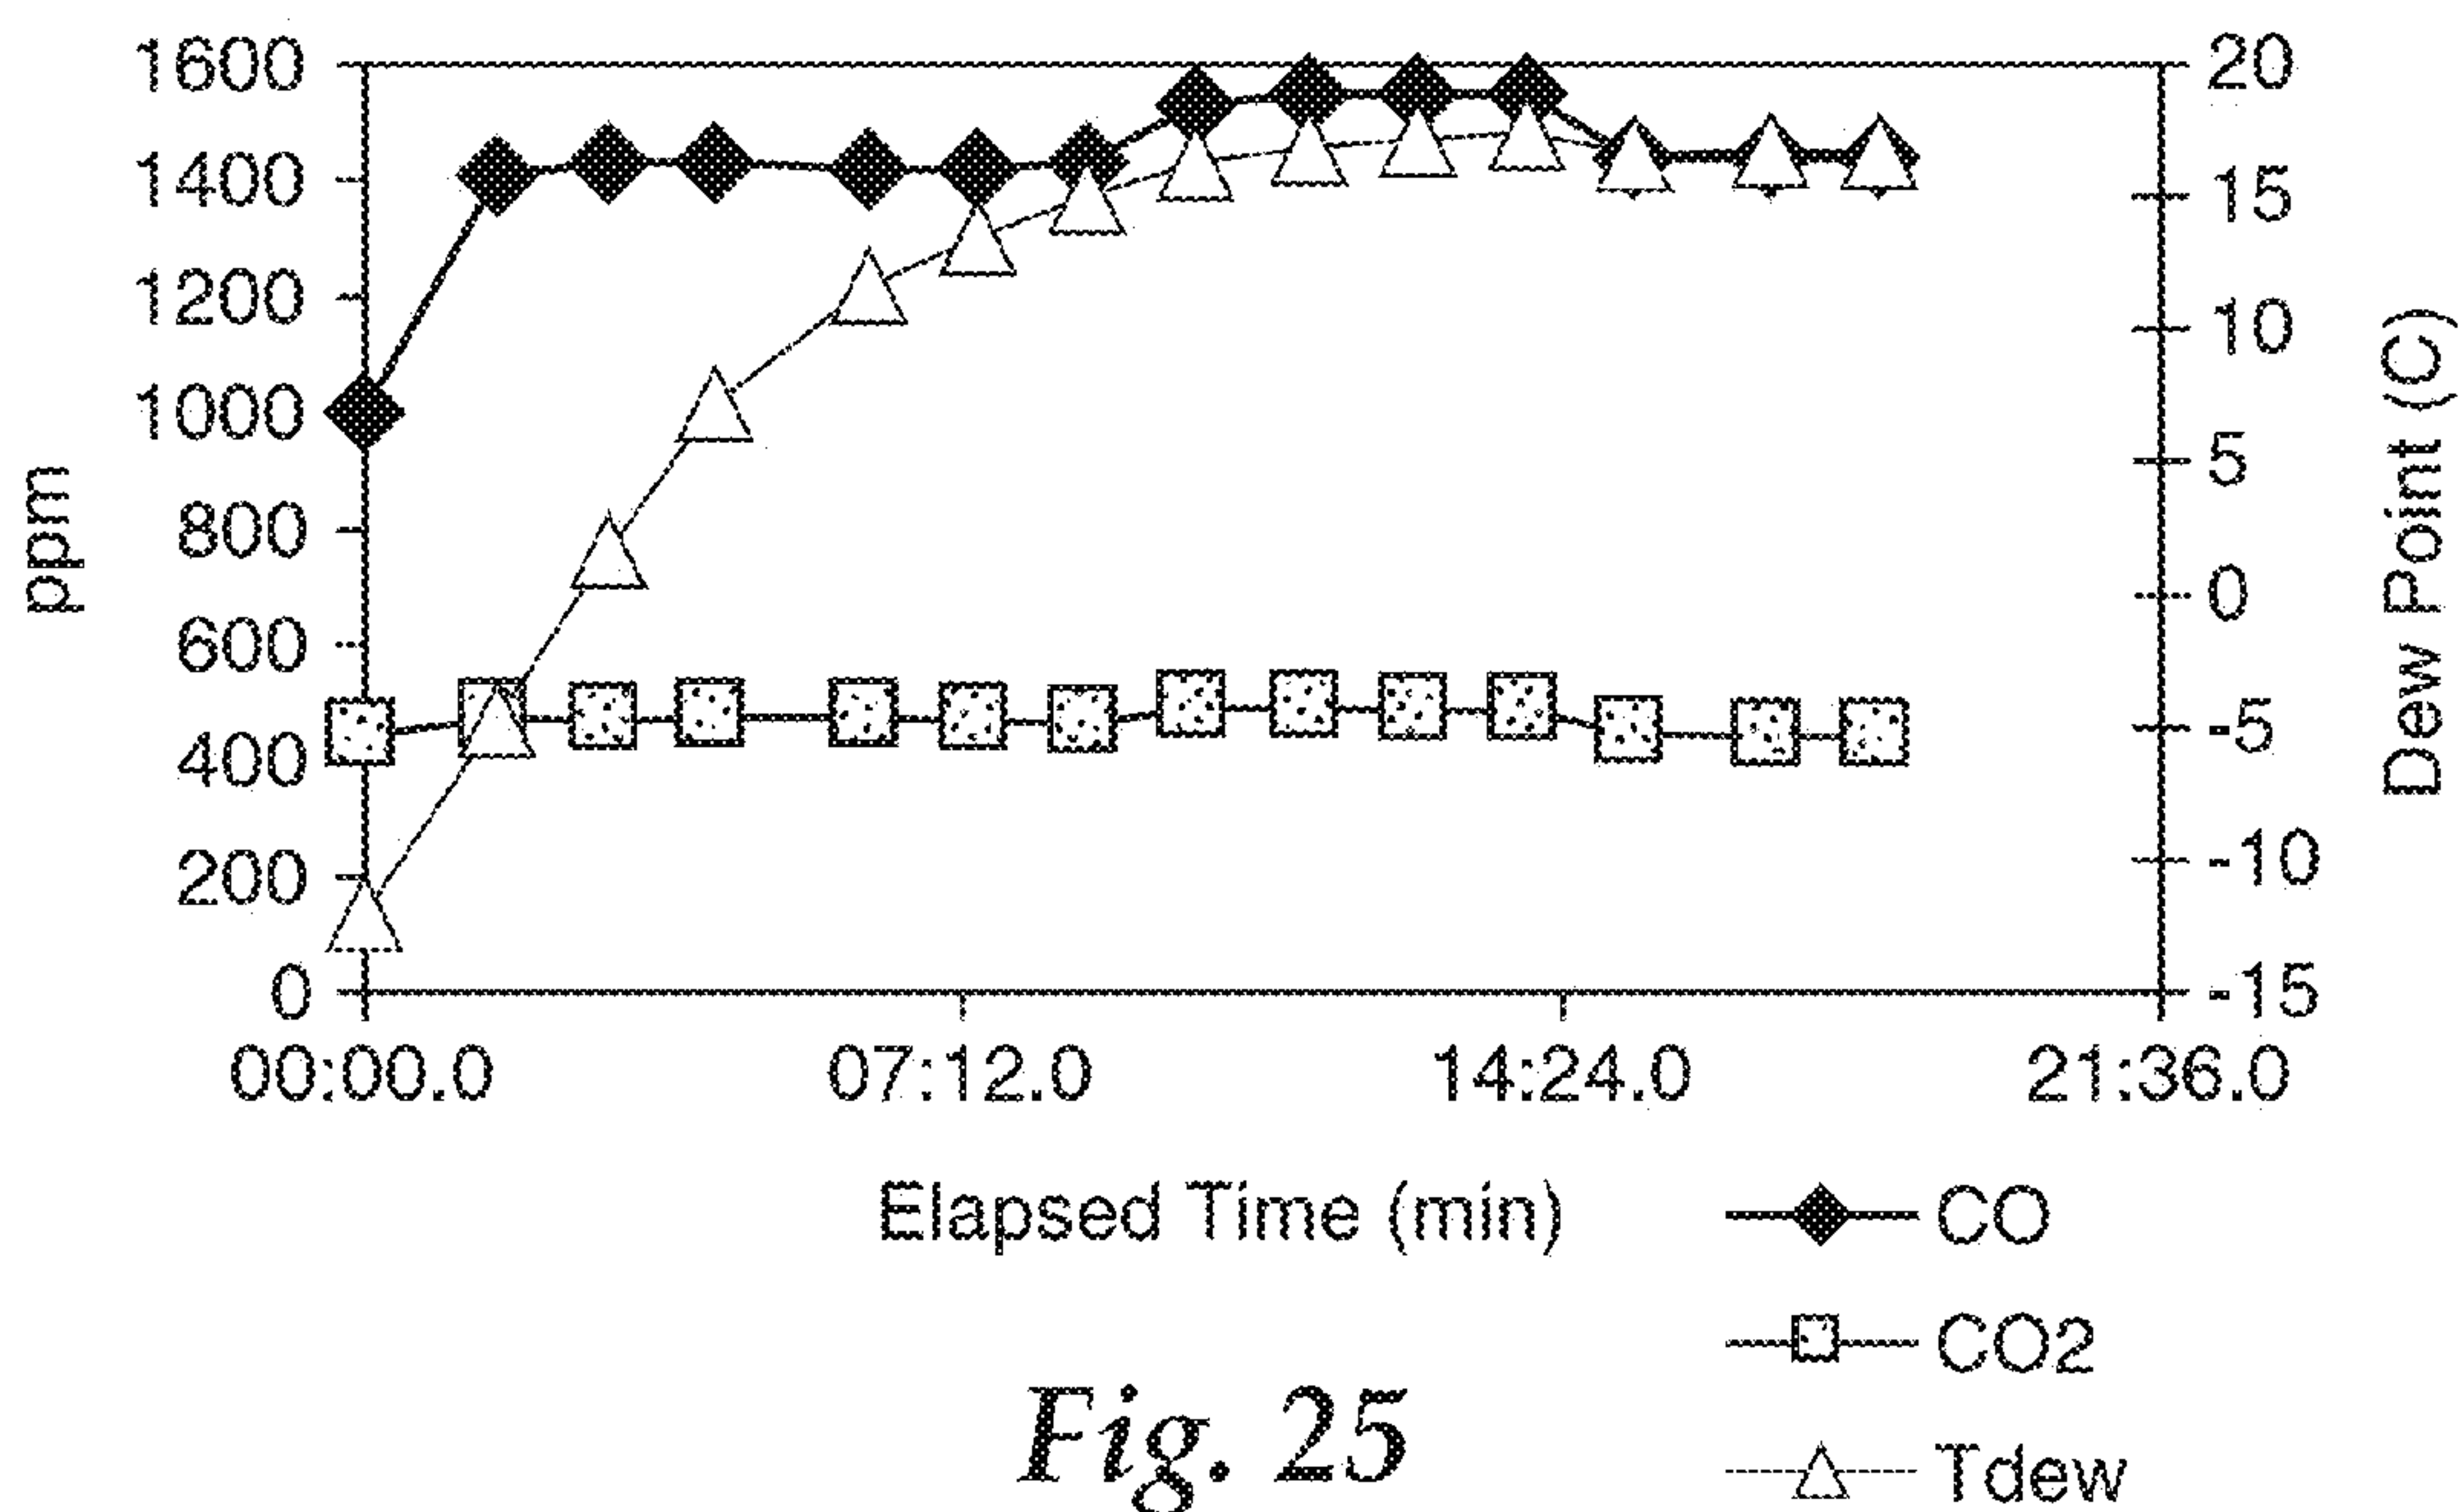 1600
1400
1200
1000
800
600
400
200
0
ppm
20
15
10
5
0
-5
-10
-15
Dew Point (C)
00:00.0 07:12.0 14:24.0 21:36.0
Elapsed Time (min)
CO
CO2
Tdew
Fig. 25